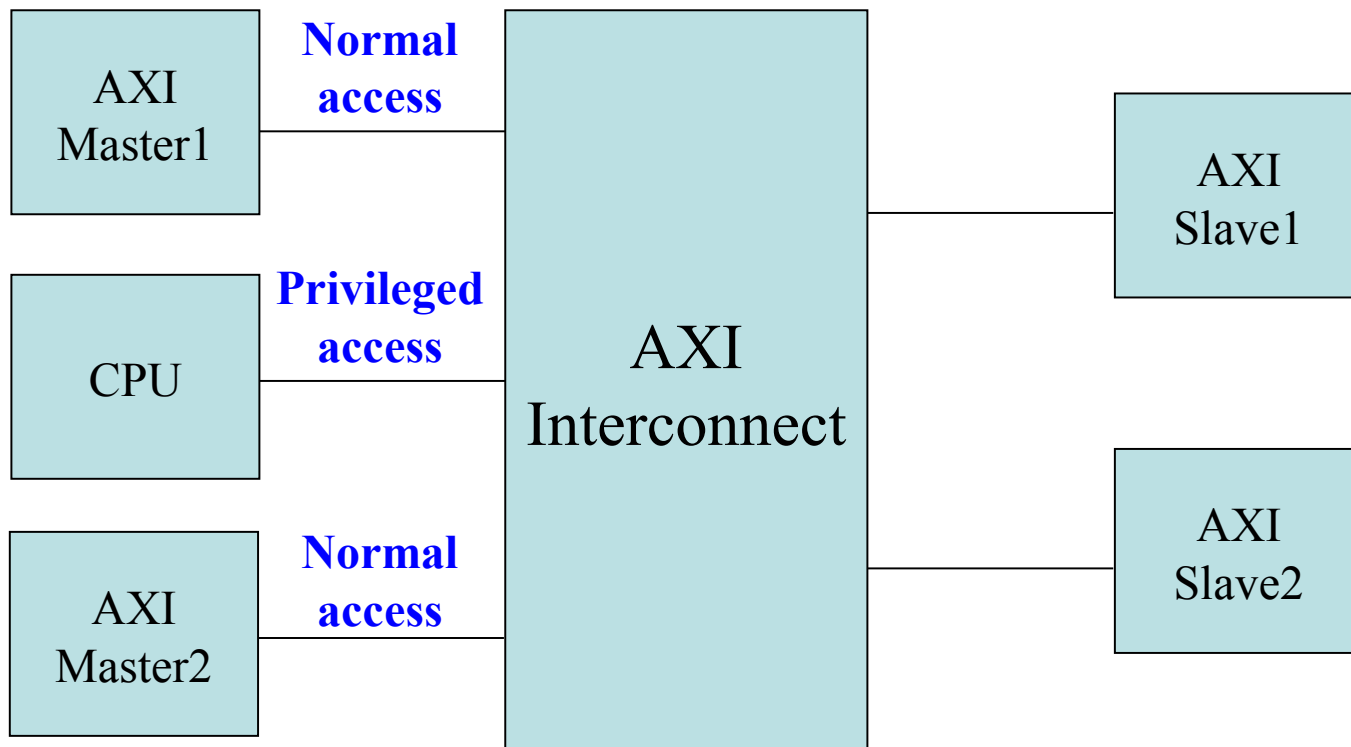 AXI
Master1
Normal
access
CPU
Privileged
access
AXI
Master2
Normal
access
AXI
Interconnect
AXI
Slave1
AXI
Slave2